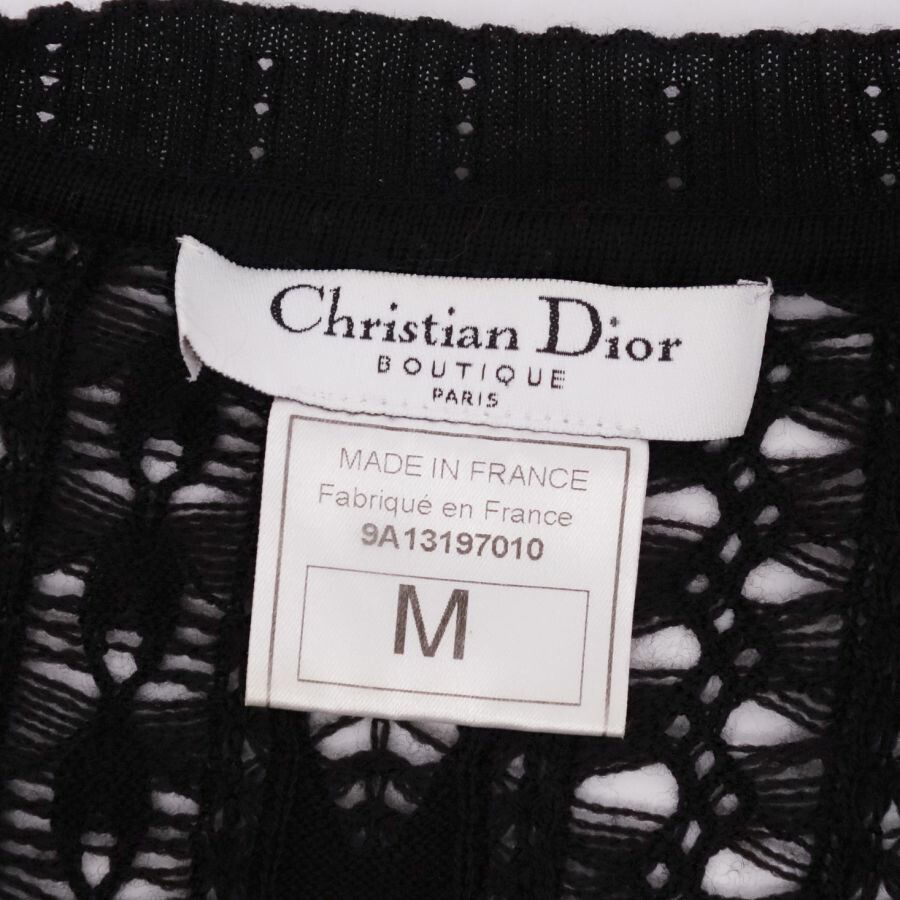 Christian Dior
BOUTIQUE
PARIS
MADE IN FRANCE
Fabriqué en France
9A13197010
M